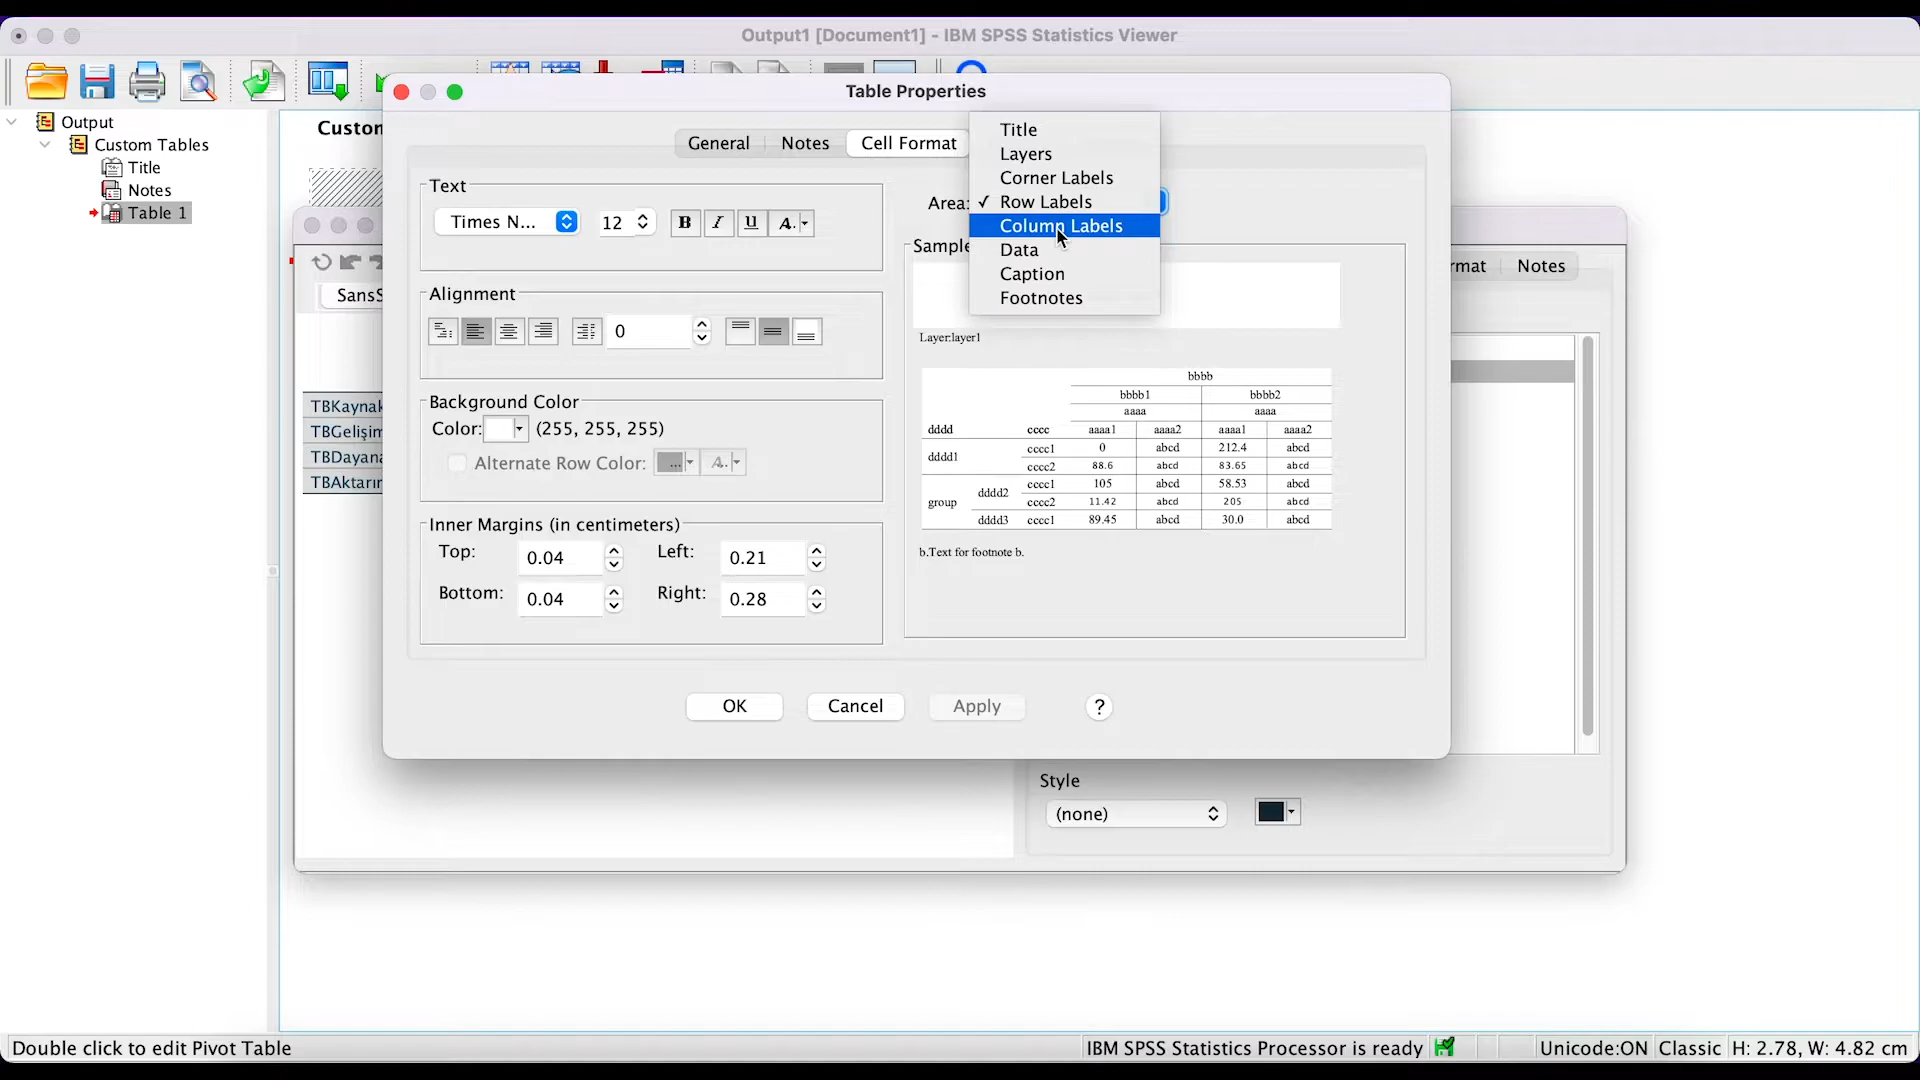 Output1 [Document1] - IBM SPSS Statistics Viewer
Table Properties
Output
Custom Tables
Title
Notes
Table 1
General
Notes
Cell Format
Title
Layers
Corner Labels
Area:
✓ Row Labels
Column Labels
Data
Caption
Footnotes
Text
Times N...
12
B
I
U
A
Alignment
0
Background Color
Color:
(255, 255, 255)
Alternate Row Color:
...
A
Inner Margins (in centimeters)
Top:
0.04
Left:
0.21
Bottom:
0.04
Right:
0.28
Sample
Layer:layer1
bbbb
bbbb1 bbbb2
aaaa aaaa
dddd cccc aaaa1 aaaa2 aaaa1 aaaa2
dddd1 cccc1 0 abcd 212.4 abcd
cccc2 88.6 abcd 83.65 abcd
group dddd2 cccc1 105 abcd 58.53 abcd
cccc2 11.42 abcd 205 abcd
dddd3 cccc1 89.45 abcd 30.0 abcd
b.Text for footnote b.
OK
Cancel
Apply
?
Notes
TBKaynak
Style
(none)
Double click to edit Pivot Table
IBM SPSS Statistics Processor is ready
Unicode:ON
Classic
H: 2.78, W: 4.82 cm